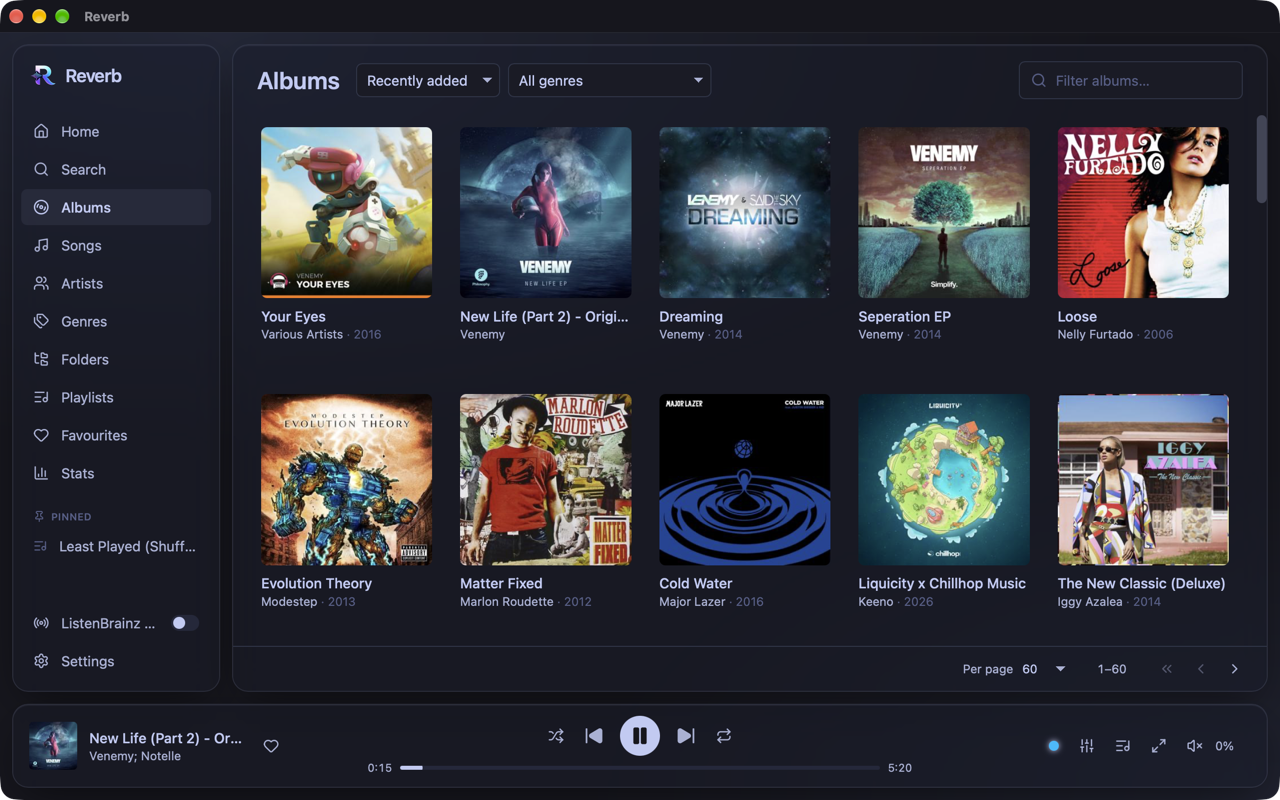 Reverb
Reverb
Home
Search
Albums
Songs
Artists
Genres
Folders
Playlists
Favourites
Stats
PINNED
Least Played (Shuff...
ListenBrainz ...
Settings
Albums
Recently added
All genres
Filter albums...
VENEMY
YOUR EYES
Your Eyes
Various Artists · 2016
VENEMY
NEW LIFE EP
New Life (Part 2) - Origi...
Venemy
VENEMY & SAID THE SKY
DREAMING
Dreaming
Venemy · 2014
VENEMY
SEPERATION EP
Simplify.
Seperation EP
Venemy · 2014
NELLY
FURTADO
Loose
Loose
Nelly Furtado · 2006
MODESTEP
EVOLUTION THEORY
Evolution Theory
Modestep · 2013
MARLON
ROUDETTE
MATTER
FIXED
Matter Fixed
Marlon Roudette · 2012
MAJOR LAZER
COLD WATER
Cold Water
Major Lazer · 2016
LIQUICITY
chillhop
Liquicity x Chillhop Music
Keeno · 2026
IGGY
AZALEA
The New Classic
The New Classic (Deluxe)
Iggy Azalea · 2014
Per page 60
1–60
New Life (Part 2) - Or...
Venemy; Notelle
0:15
5:20
0%